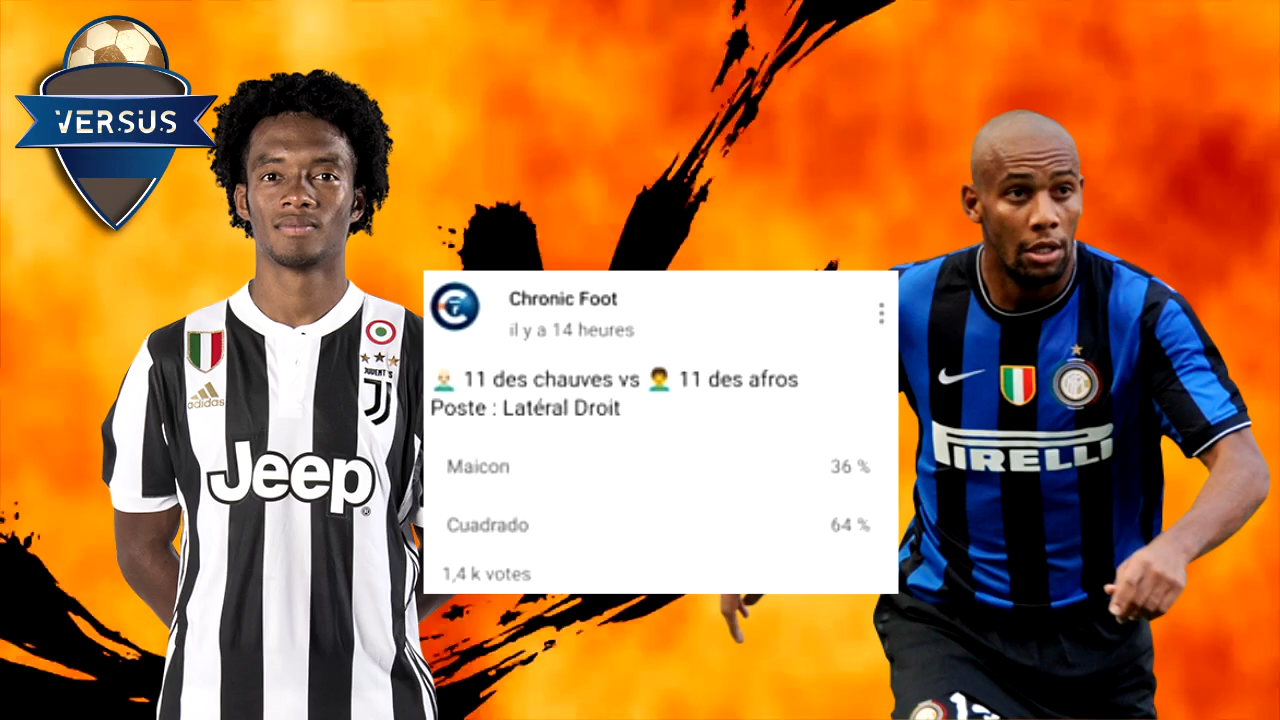 VERSUS
Chronic Foot
il y a 14 heures
11 des chauves vs 11 des afros
Poste : Latéral Droit
Maicon 36 %
Cuadrado 64 %
1,4 k votes
adidas
JUVENTUS
Jeep
PIRELLI